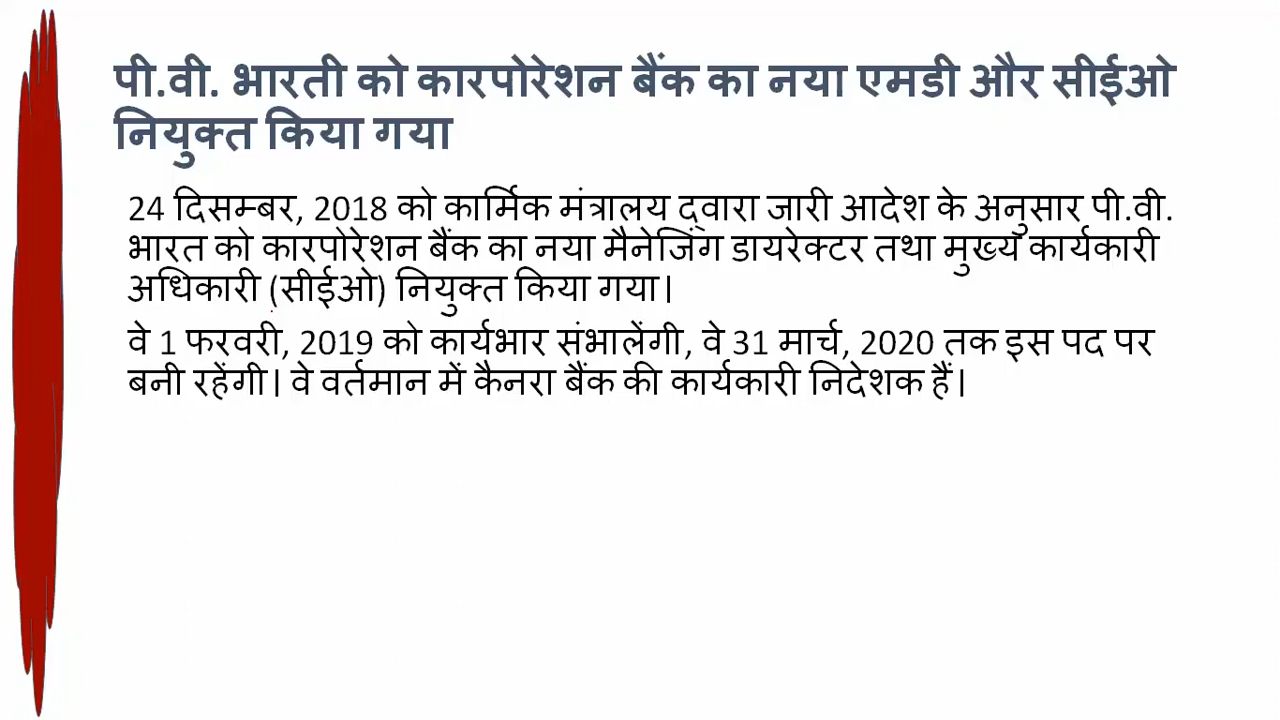 पी.वी. भारती को कारपोरेशन बैंक का नया एमडी और सीईओ
नियुक्त किया गया
24 दिसम्बर, 2018 को कार्मिक मंत्रालय द्वारा जारी आदेश के अनुसार पी.वी.
भारत को कारपोरेशन बैंक का नया मैनेजिंग डायरेक्टर तथा मुख्य कार्यकारी
अधिकारी (सीईओ) नियुक्त किया गया।
वे 1 फरवरी, 2019 को कार्यभार संभालेंगी, वे 31 मार्च, 2020 तक इस पद पर
बनी रहेंगी। वे वर्तमान में कैनरा बैंक की कार्यकारी निदेशक हैं।